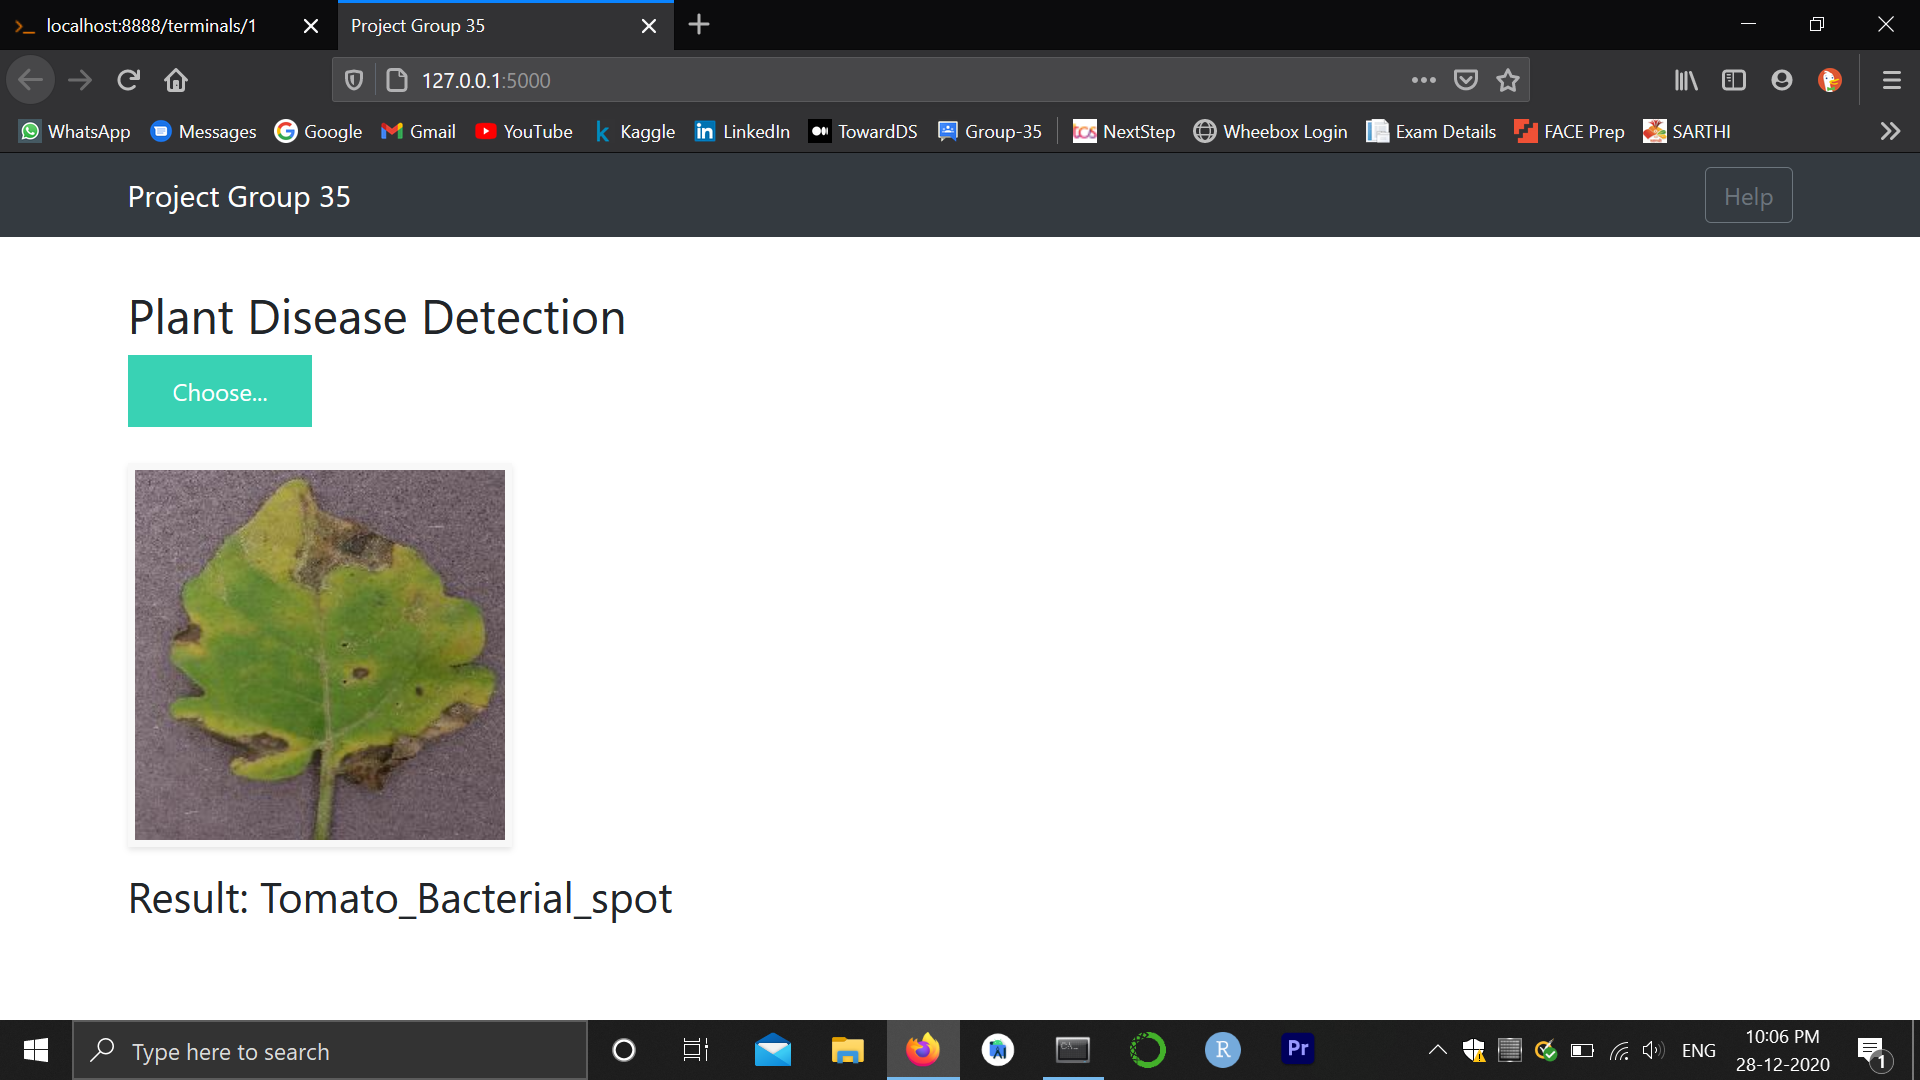 localhost:8888/terminals/1
Project Group 35
127.0.0.1:5000
WhatsApp Messages Google Gmail YouTube Kaggle LinkedIn TowardDS Group-35 NextStep Wheebox Login Exam Details FACE Prep SARTHI
Project Group 35
Help
Plant Disease Detection
Choose...
Result: Tomato_Bacterial_spot
Type here to search
R
Pr
ENG
10:06 PM
28-12-2020
1